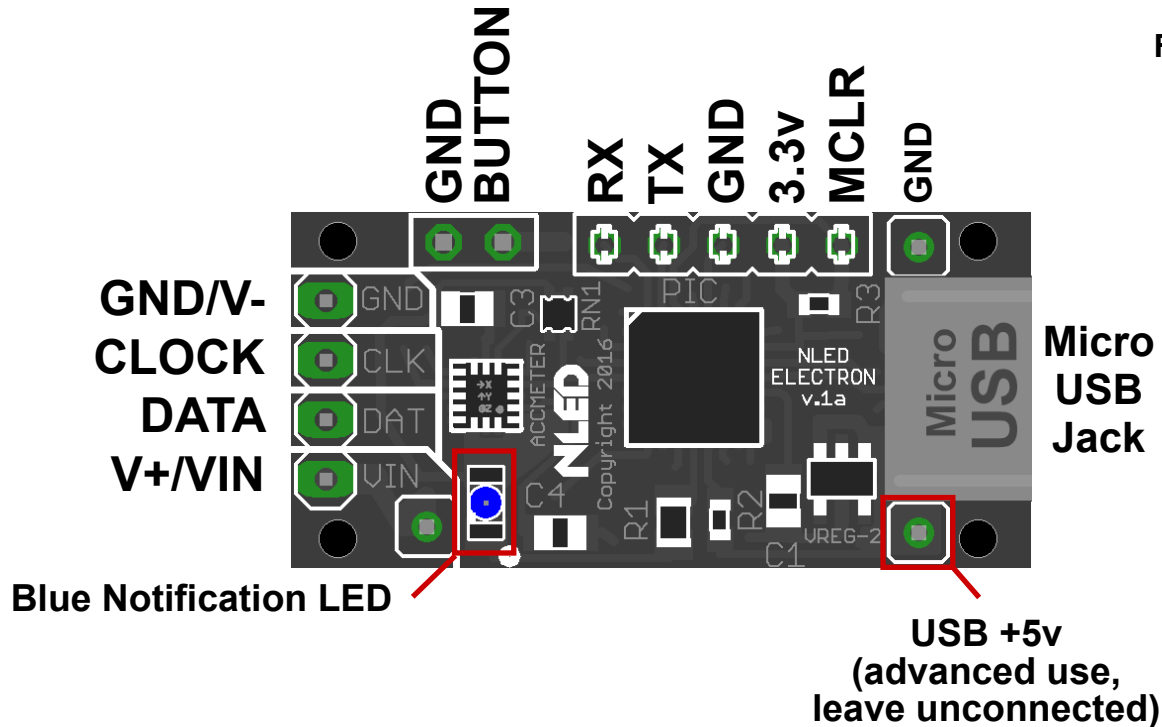 F
GND
BUTTON
RX
TX
GND
3.3v
MCLR
GND
GND/V-
CLOCK
DATA
V+/VIN
GND
CLK
DAT
VIN
C3
RN1
PIC
R3
→X
↑Y
ACCMETER
NLED
Copyright 2016
NLED
ELECTRON
v.1a
Micro
USB
Micro
USB
Jack
C4
R1
R2
C1
VREG-2
Blue Notification LED
USB +5v
(advanced use,
leave unconnected)